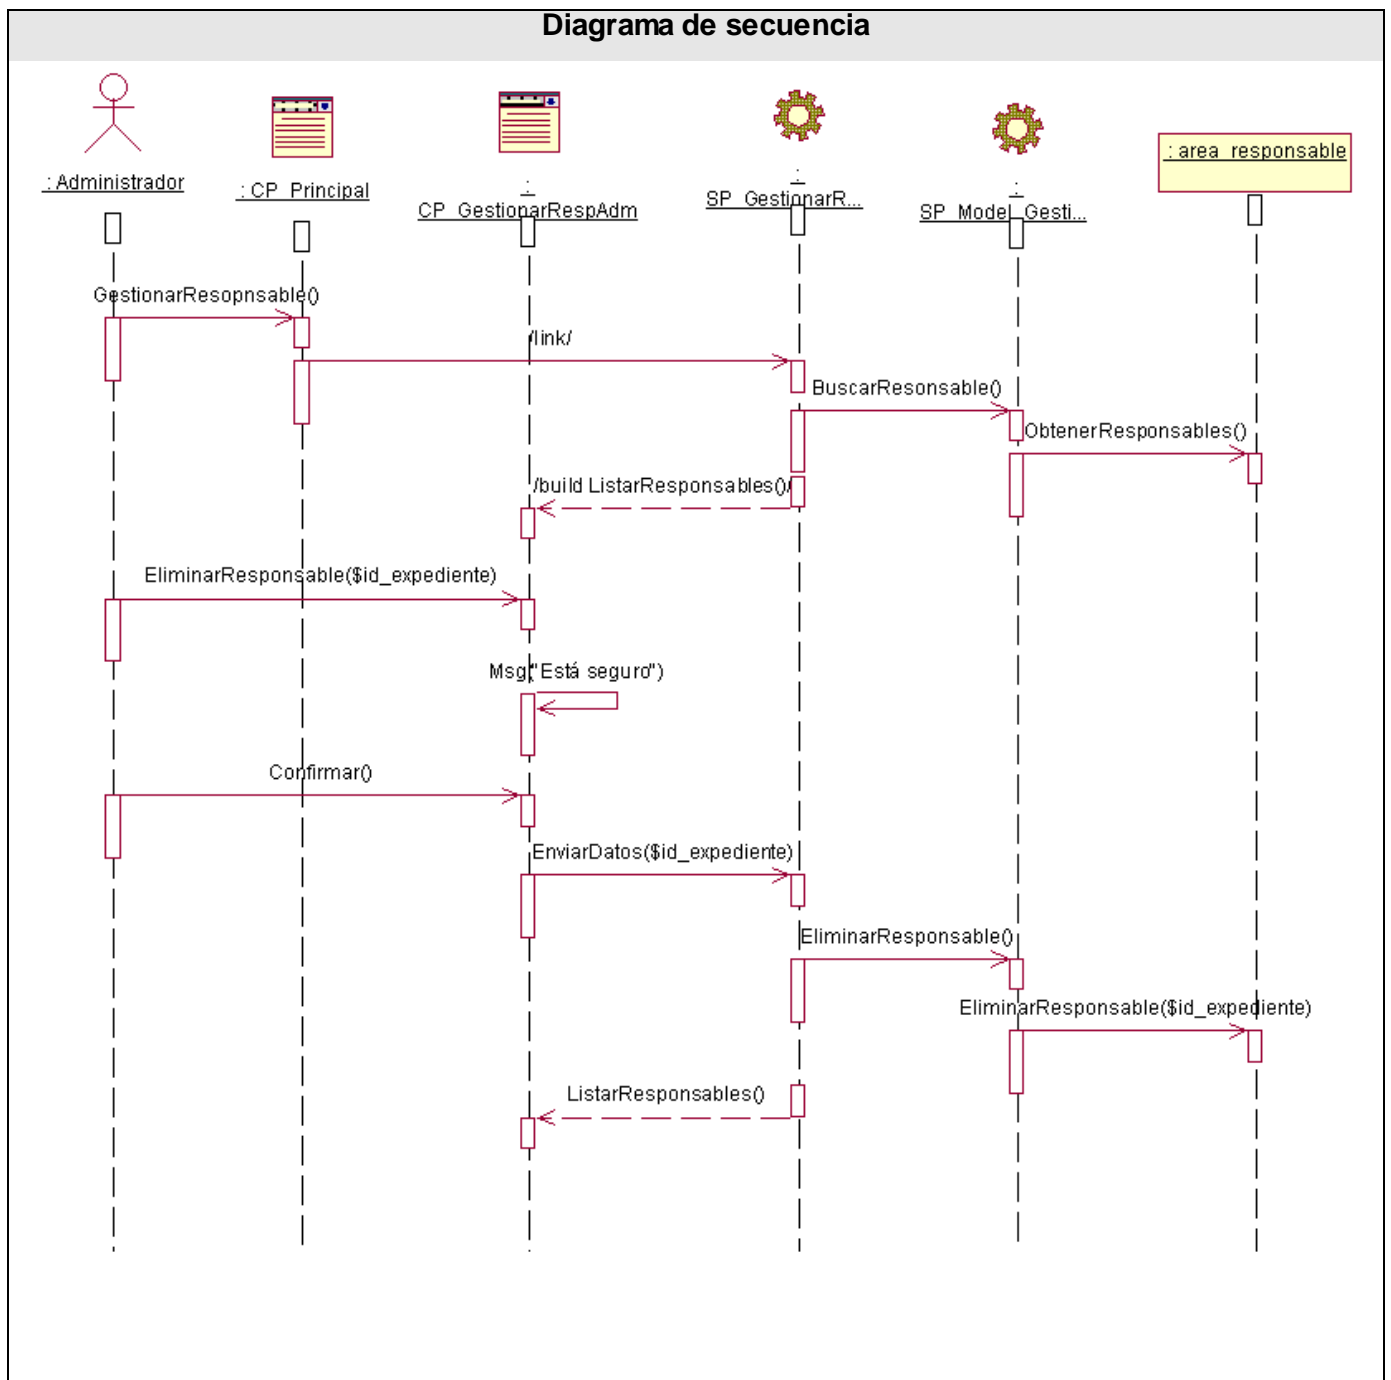 Diagrama de secuencia
: Administrador
: CP_Principal
:
CP_GestionarRespAdm
:
SP_GestionarR...
:
SP_Model_Gesti...
: area_responsable
GestionarResopnsable()
/link/
BuscarResonsable()
ObtenerResponsables()
/build ListarResponsables()/
EliminarResponsable($id_expediente)
Msg("Está seguro")
Confirmar()
EnviarDatos($id_expediente)
EliminarResponsable()
EliminarResponsable($id_expediente)
ListarResponsables()